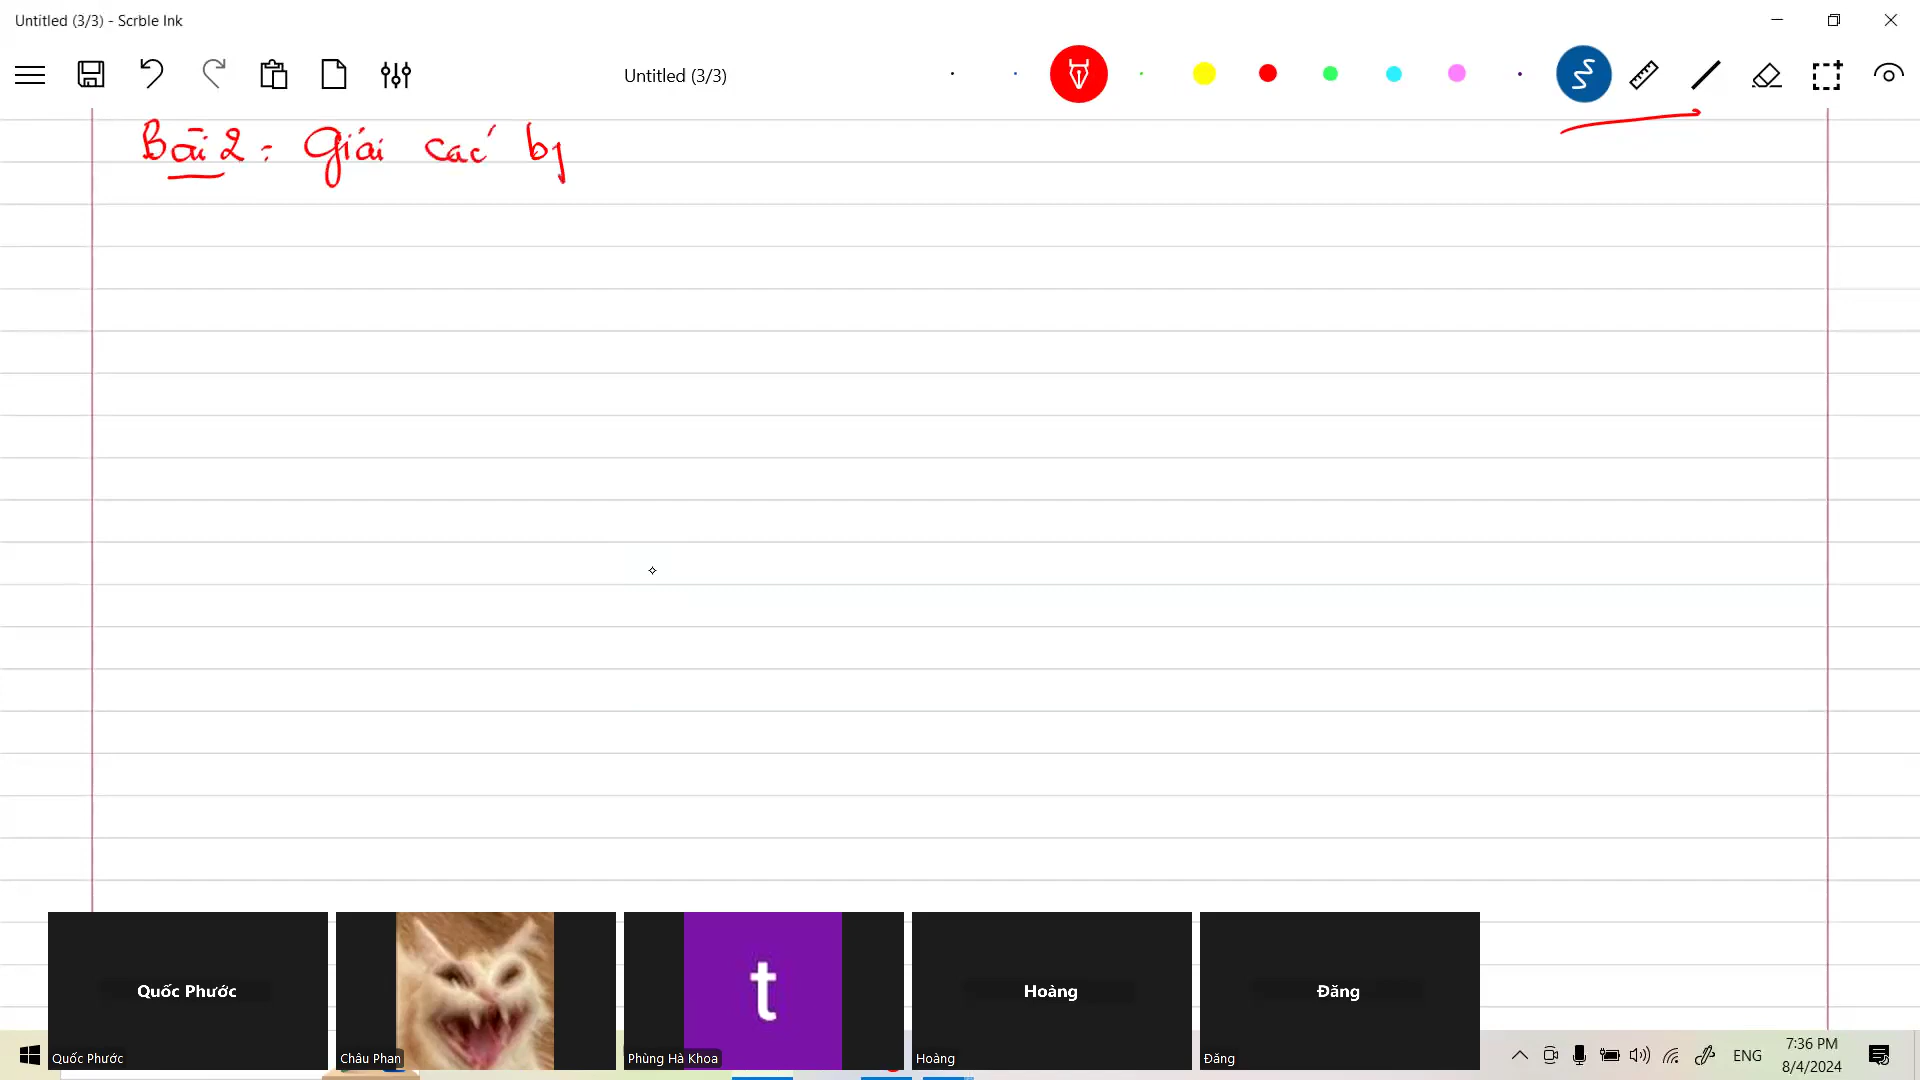 Untitled (3/3) - Scrble Ink
Untitled (3/3)
Bài 2: Giải các
Quốc Phước
t
Hoàng
Đăng
Quốc Phước
Châu Phan
Phùng Hà Khoa
Hoàng
Đăng
ENG
7:36 PM
8/4/2024